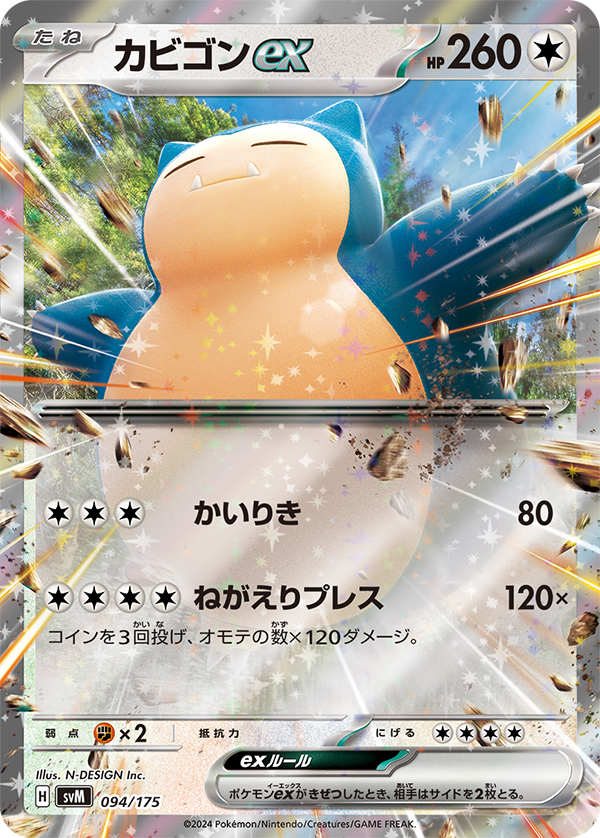 たね カビゴンex HP260
かいりき 80
ねがえりプレス 120×
コインを3回投げ、オモテの数×120ダメージ。
弱点 ×2 抵抗力 にげる
exルール
ポケモンexがきぜつしたとき、相手はサイドを2枚とる。
Illus. N-DESIGN Inc.
H svM 094/175
©2024 Pokémon/Nintendo/Creatures/GAME FREAK.